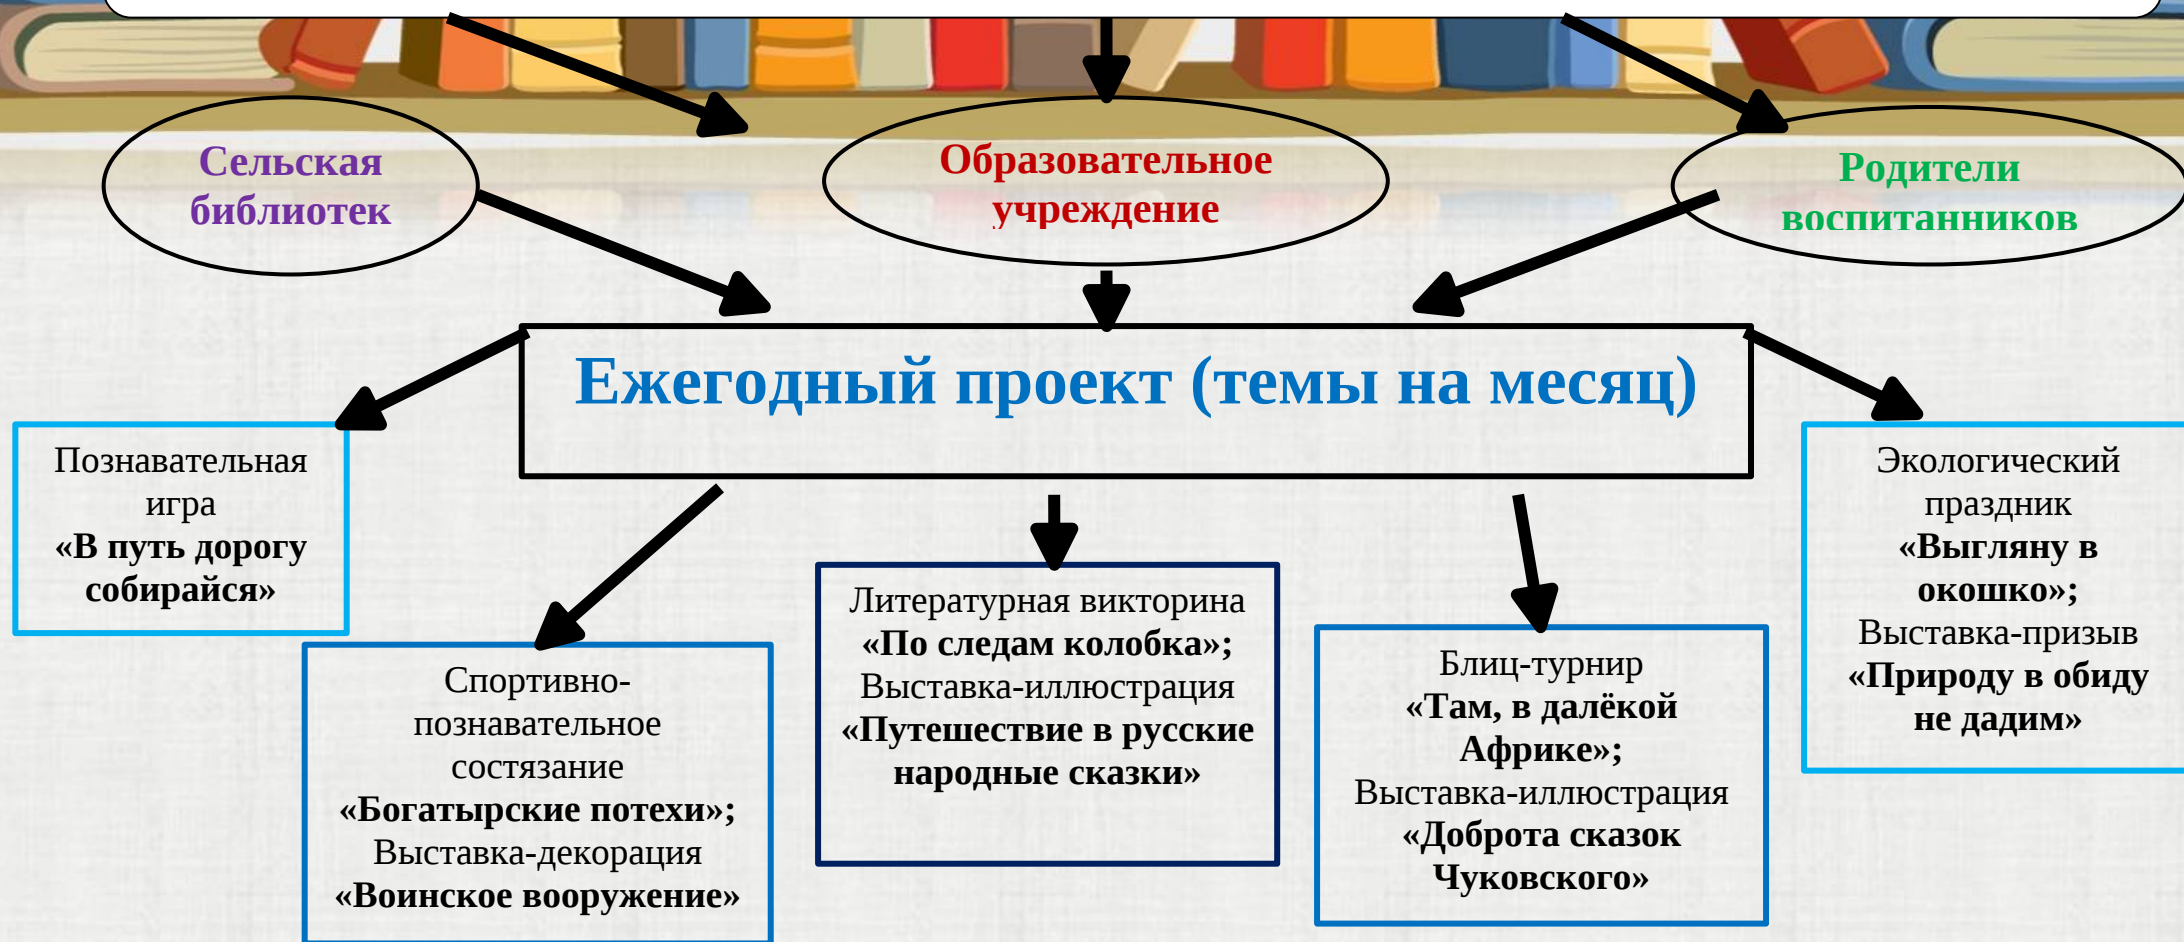 Сельская
библиотек
Образовательное
учреждение
Родители
воспитанников
Ежегодный проект (темы на месяц)
Познавательная
игра
«В путь дорогу
собирайся»
Спортивно-
познавательное
состязание
«Богатырские потехи»;
Выставка-декорация
«Воинское вооружение»
Литературная викторина
«По следам колобка»;
Выставка-иллюстрация
«Путешествие в русские
народные сказки»
Блиц-турнир
«Там, в далёкой
Африке»;
Выставка-иллюстрация
«Доброта сказок
Чуковского»
Экологический
праздник
«Выгляну в
окошко»;
Выставка-призыв
«Природу в обиду
не дадим»